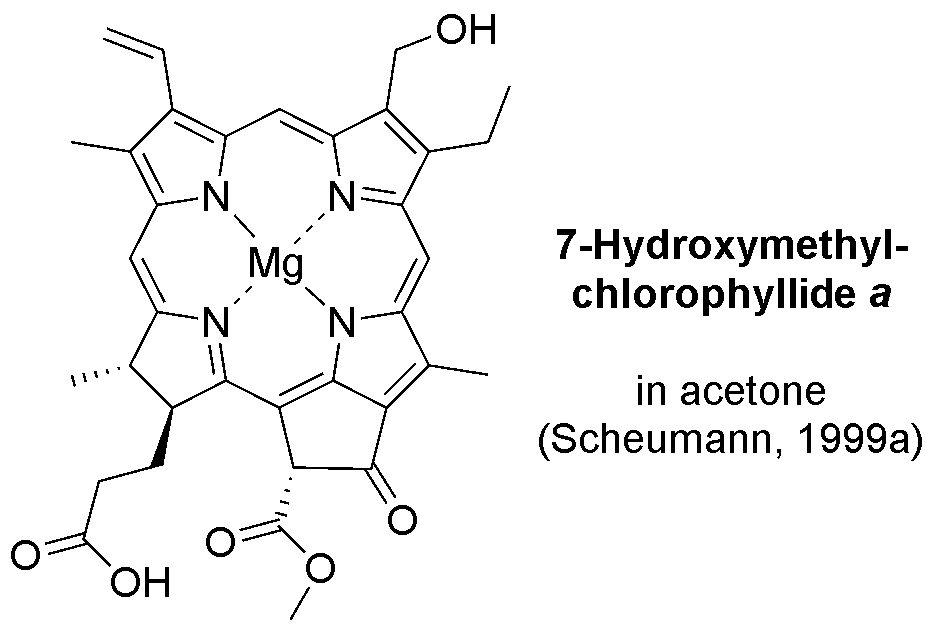 OH
N
N
Mg
N
N
O
O
O
O
OH
7-Hydroxymethyl-
chlorophyllide a
in acetone
(Scheumann, 1999a)